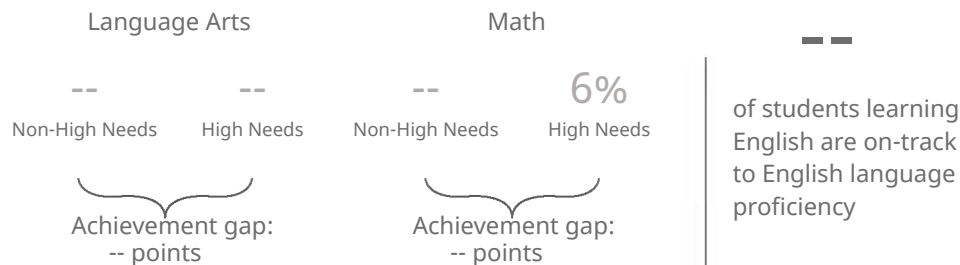 Language Arts
--
Non-High Needs
--
High Needs
Achievement gap:
-- points
Math
--
Non-High Needs
6%
High Needs
Achievement gap:
-- points
--
of students learning
English are on-track
to English language
proficiency